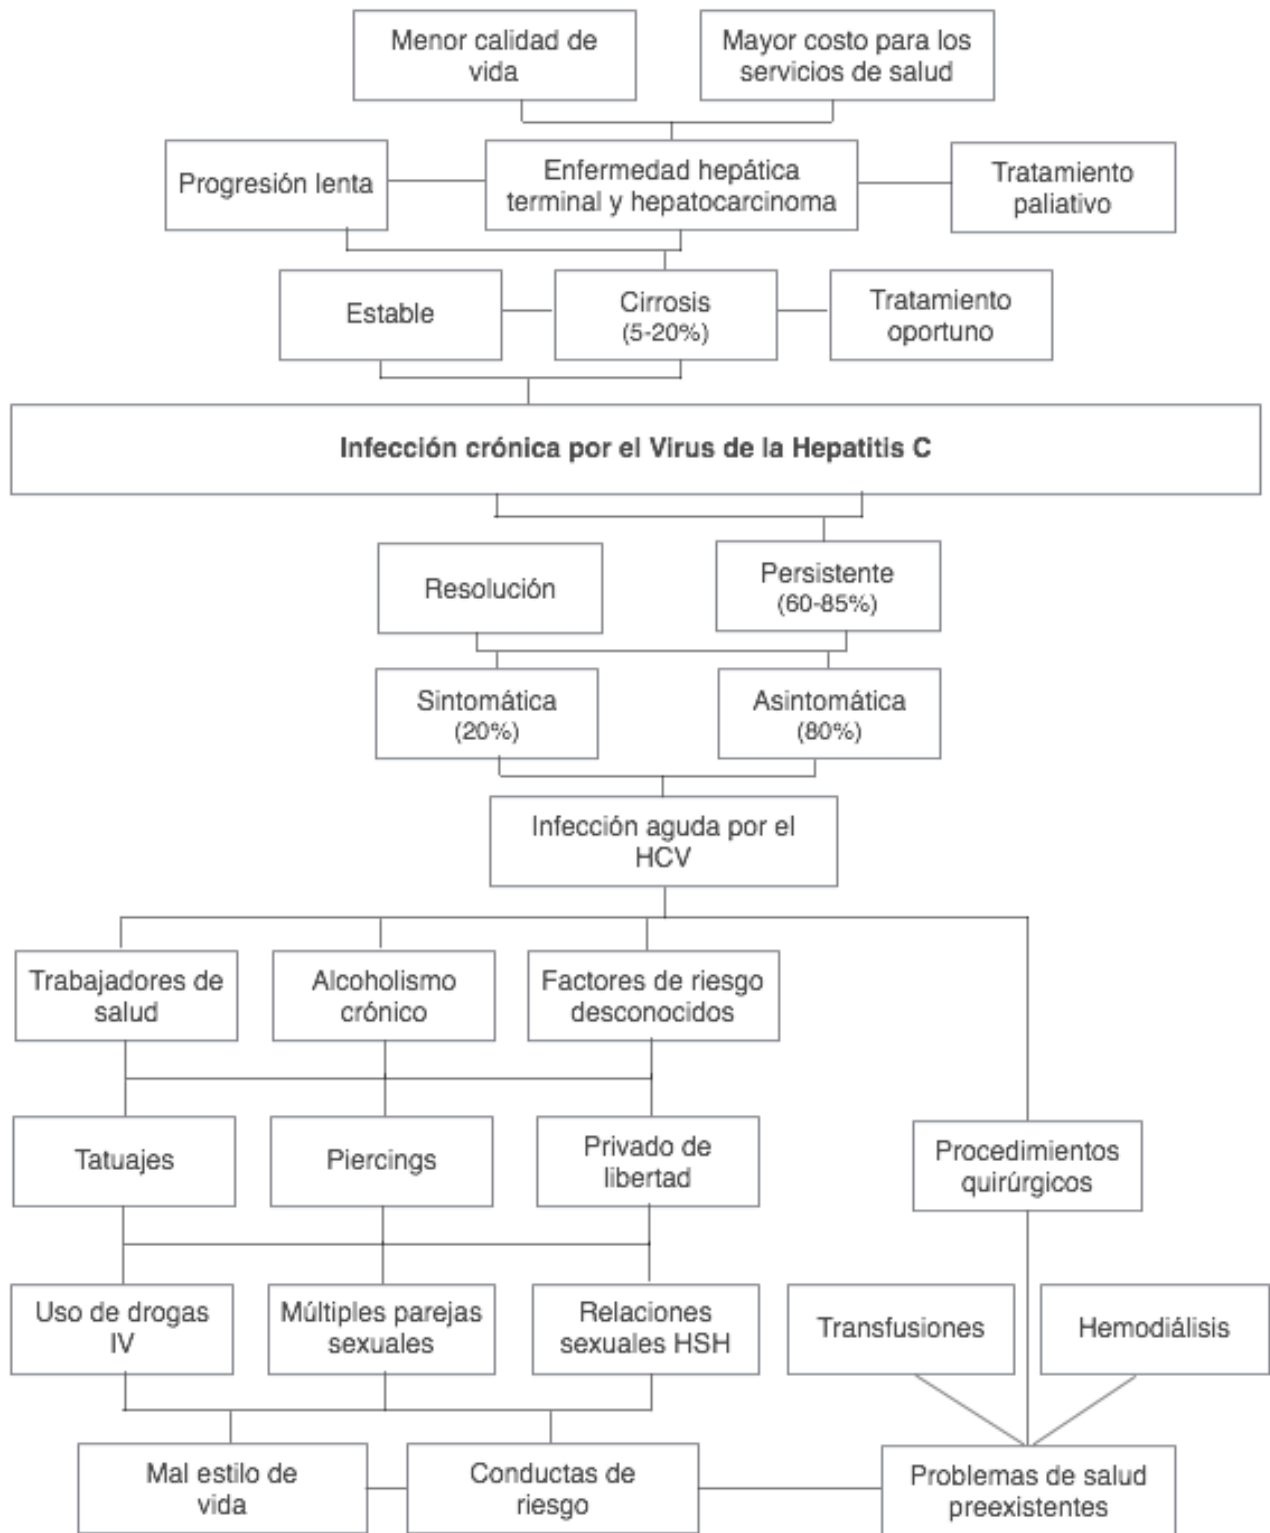 Menor calidad de
vida
Mayor costo para los
servicios de salud
Progresión lenta
Enfermedad hepática
terminal y hepatocarcinoma
Tratamiento
paliativo
Estable
Cirrosis
(5-20%)
Tratamiento
oportuno
Infección crónica por el Virus de la Hepatitis C
Resolución
Persistente
(60-85%)
Sintomática
(20%)
Asintomática
(80%)
Infección aguda por el
HCV
Trabajadores de
salud
Alcoholismo
crónico
Factores de riesgo
desconocidos
Tatuajes
Piercings
Privado de
libertad
Procedimientos
quirúrgicos
Uso de drogas
IV
Múltiples parejas
sexuales
Relaciones
sexuales HSH
Transfusiones
Hemodiálisis
Mal estilo de
vida
Conductas de
riesgo
Problemas de salud
preexistentes